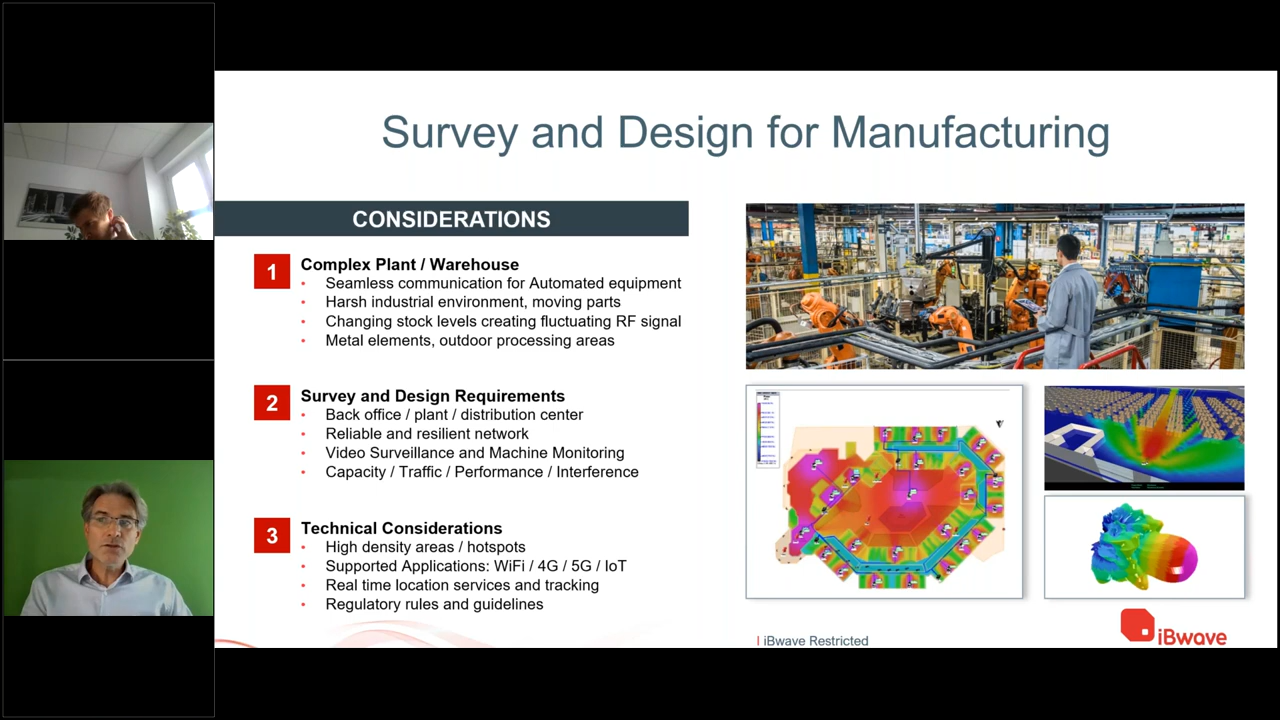 Survey and Design for Manufacturing
CONSIDERATIONS
1
Complex Plant / Warehouse
• Seamless communication for Automated equipment
• Harsh industrial environment, moving parts
• Changing stock levels creating fluctuating RF signal
• Metal elements, outdoor processing areas
2
Survey and Design Requirements
• Back office / plant / distribution center
• Reliable and resilient network
• Video Surveillance and Machine Monitoring
• Capacity / Traffic / Performance / Interference
3
Technical Considerations
• High density areas / hotspots
• Supported Applications: WiFi / 4G / 5G / IoT
• Real time location services and tracking
• Regulatory rules and guidelines
| iBwave Restricted
iBwave